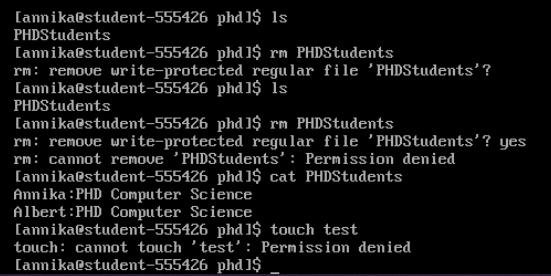 [annika@student-555426 phd]$ ls
PHDStudents
[annika@student-555426 phd]$ rm PHDStudents
rm: remove write-protected regular file 'PHDStudents'?
[annika@student-555426 phd]$ ls
PHDStudents
[annika@student-555426 phd]$ rm PHDStudents
rm: remove write-protected regular file 'PHDStudents'? yes
rm: cannot remove 'PHDStudents': Permission denied
[annika@student-555426 phd]$ cat PHDStudents
Annika:PHD Computer Science
Albert:PHD Computer Science
[annika@student-555426 phd]$ touch test
touch: cannot touch 'test': Permission denied
[annika@student-555426 phd]$ _